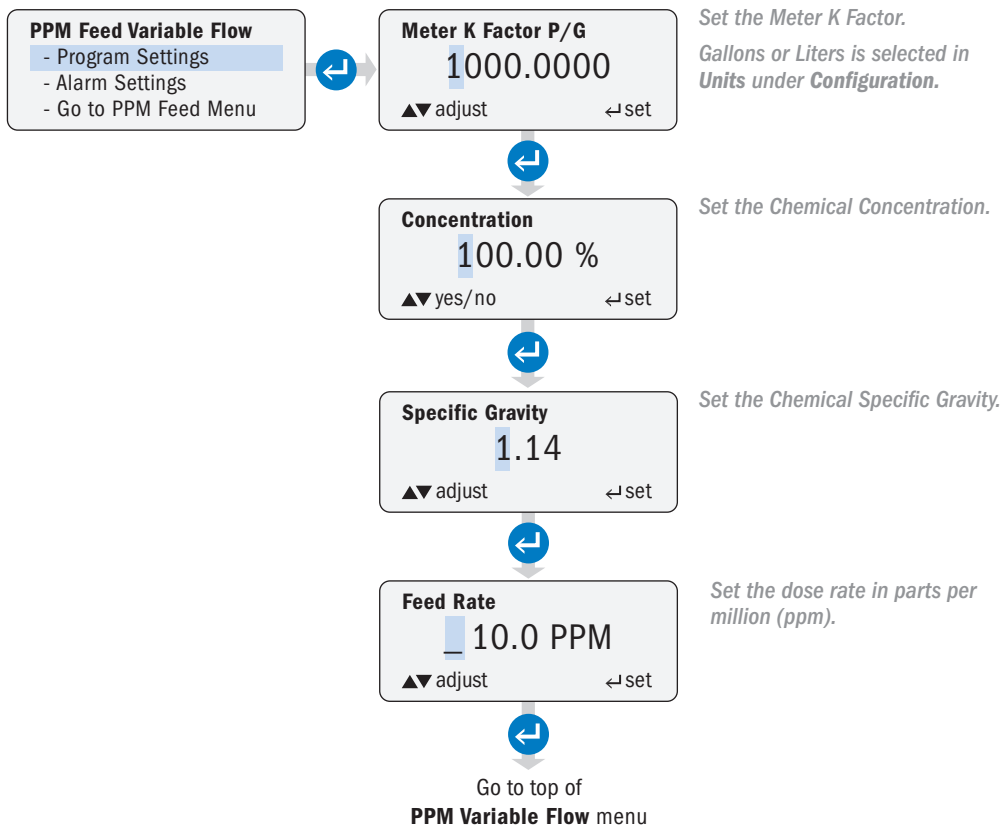 PPM Feed Variable Flow
- Program Settings
- Alarm Settings
- Go to PPM Feed Menu
Meter K Factor P/G
1000.0000
▲▼ adjust ↵ set
Set the Meter K Factor.
Gallons or Liters is selected in
Units under Configuration.
Concentration
100.00 %
▲▼ yes/no ↵ set
Set the Chemical Concentration.
Specific Gravity
1.14
▲▼ adjust ↵ set
Set the Chemical Specific Gravity.
Feed Rate
_ 10.0 PPM
▲▼ adjust ↵ set
Set the dose rate in parts per
million (ppm).
Go to top of
PPM Variable Flow menu